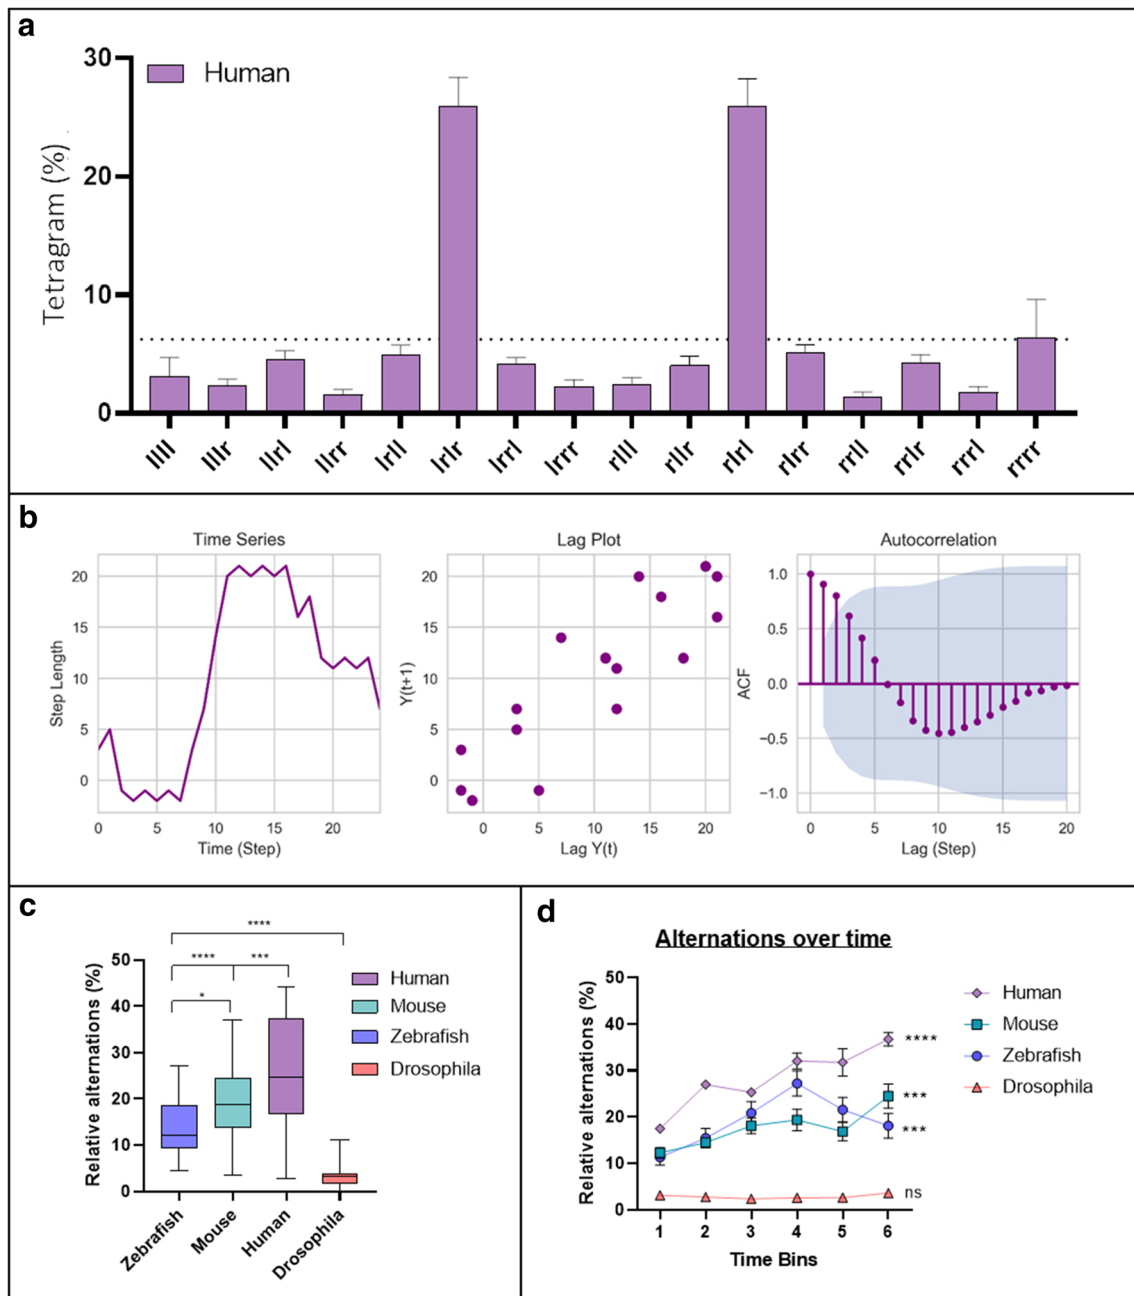 a
Human
Tetragram (%)
30
20
10
0
llll
lllr
llrl
llrr
lrll
lrlr
lrrl
lrrr
rlll
rllr
rlrl
rlrr
rrll
rrlr
rrrl
rrrr
b
Time Series
Step Length
20
15
10
5
0
0 5 10 15 20
Time (Step)
Lag Plot
Y(t+1)
20
15
10
5
0
0 5 10 15 20
Lag Y(t)
Autocorrelation
ACF
1.0
0.5
0.0
−0.5
−1.0
0 5 10 15 20
Lag (Step)
c
****
**** ***
*
Relative alternations (%)
50
40
30
20
10
0
Zebrafish
Mouse
Human
Drosophila
Human
Mouse
Zebrafish
Drosophila
d
Alternations over time
Relative alternations (%)
50
40
30
20
10
0
1 2 3 4 5 6
Time Bins
****
***
***
ns
Human
Mouse
Zebrafish
Drosophila